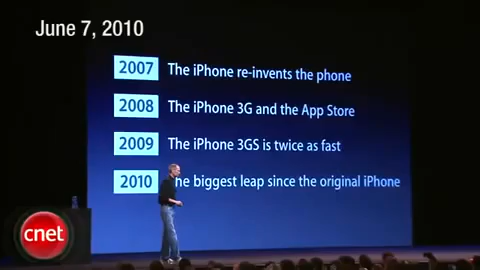 June 7, 2010
2007 The iPhone re-invents the phone
2008 The iPhone 3G and the App Store
2009 The iPhone 3GS is twice as fast
2010 he biggest leap since the original iPhone
cnet